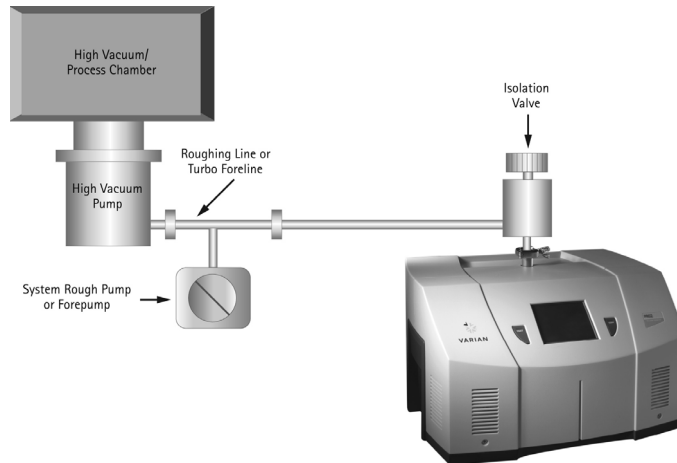 High Vacuum/
Process Chamber
Isolation
Valve
Roughing Line or
Turbo Foreline
High Vacuum
Pump
System Rough Pump
or Forepump
VARIAN